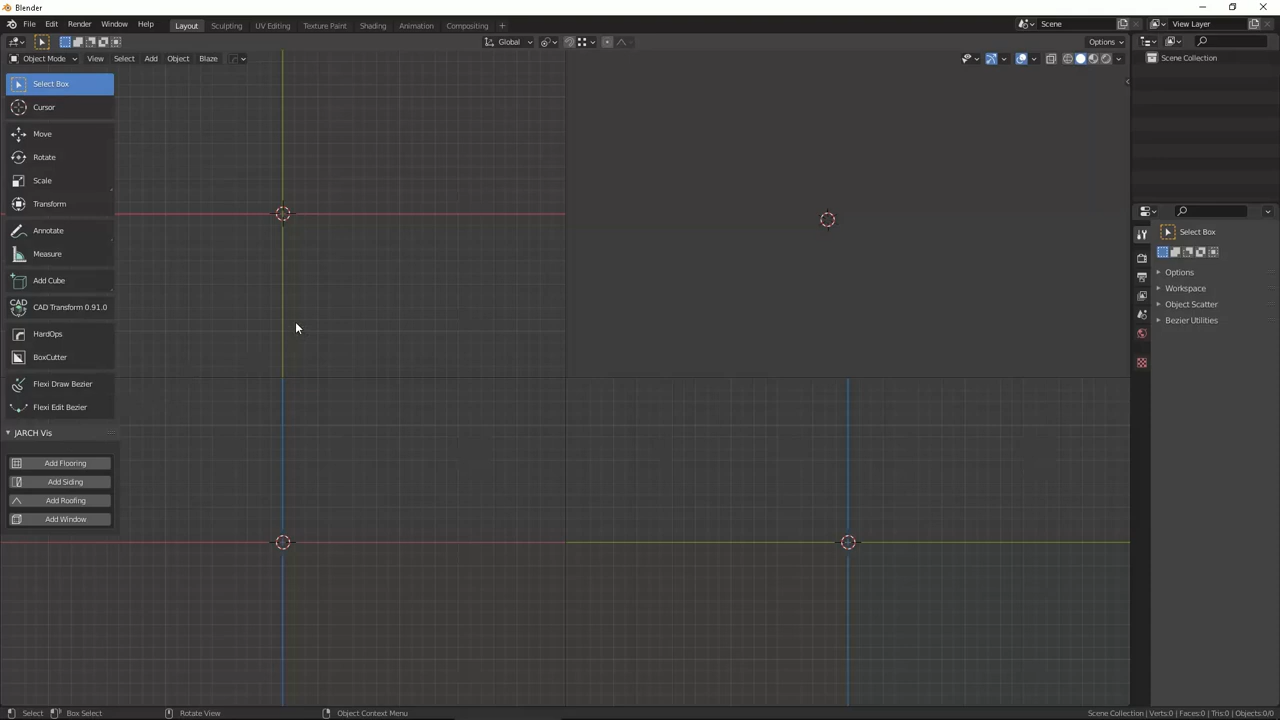 Blender
File Edit Render Window Help Layout Sculpting UV Editing Texture Paint Shading Animation Compositing + Scene View Layer
Global Options
Object Mode View Select Add Object Blaze
Scene Collection
Select Box
Cursor
Move
Rotate
Scale
Transform
Annotate
Measure
Add Cube
CAD
CAD Transform 0.91.0
HardOps
BoxCutter
Flexi Draw Bezier
Flexi Edit Bezier
JARCH Vis
Add Flooring
Add Siding
Add Roofing
Add Window
Select Box
Options
Workspace
Object Scatter
Bezier Utilities
Select Box Select Rotate View Object Context Menu Scene Collection | Verts:0 | Faces:0 | Tris:0 | Objects:0/0